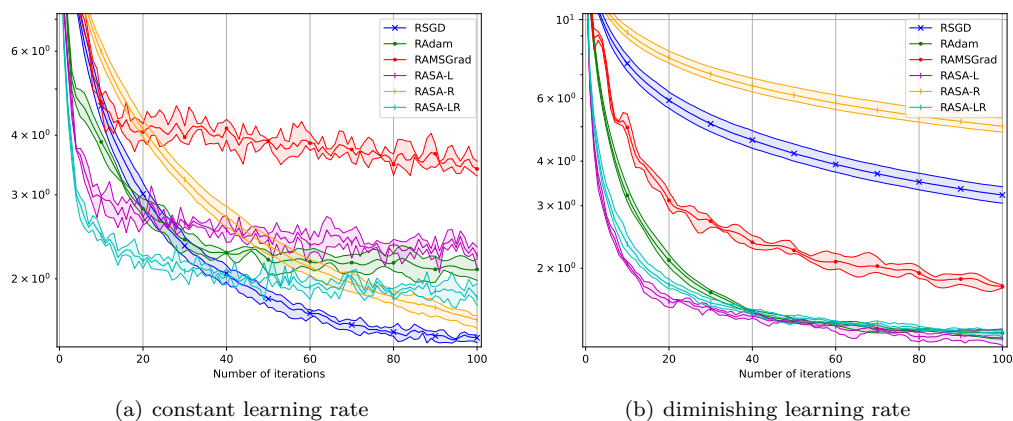 6 × 10⁰
4 × 10⁰
3 × 10⁰
2 × 10⁰
RSGD
RAdam
RAMSGrad
RASA-L
RASA-R
RASA-LR
0 20 40 60 80 100
Number of iterations
(a) constant learning rate
10¹
6 × 10⁰
4 × 10⁰
3 × 10⁰
2 × 10⁰
RSGD
RAdam
RAMSGrad
RASA-L
RASA-R
RASA-LR
0 20 40 60 80 100
Number of iterations
(b) diminishing learning rate